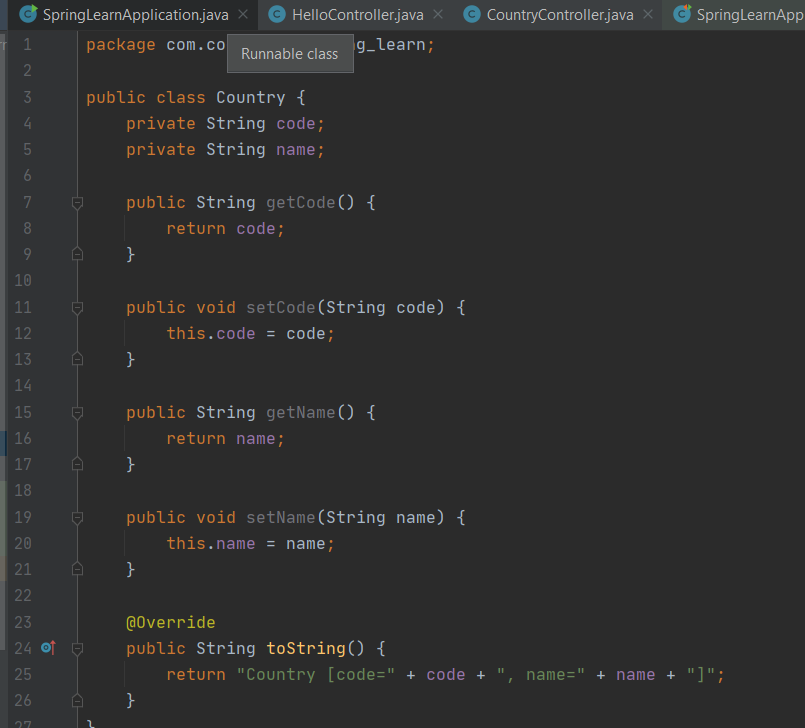 SpringLearnApplication.java HelloController.java CountryController.java SpringLearnApp
1 package com.co g_learn;
Runnable class
2
3 public class Country {
4 private String code;
5 private String name;
6
7 public String getCode() {
8 return code;
9 }
10
11 public void setCode(String code) {
12 this.code = code;
13 }
14
15 public String getName() {
16 return name;
17 }
18
19 public void setName(String name) {
20 this.name = name;
21 }
22
23 @Override
24 public String toString() {
25 return "Country [code=" + code + ", name=" + name + "]";
26 }
27 }